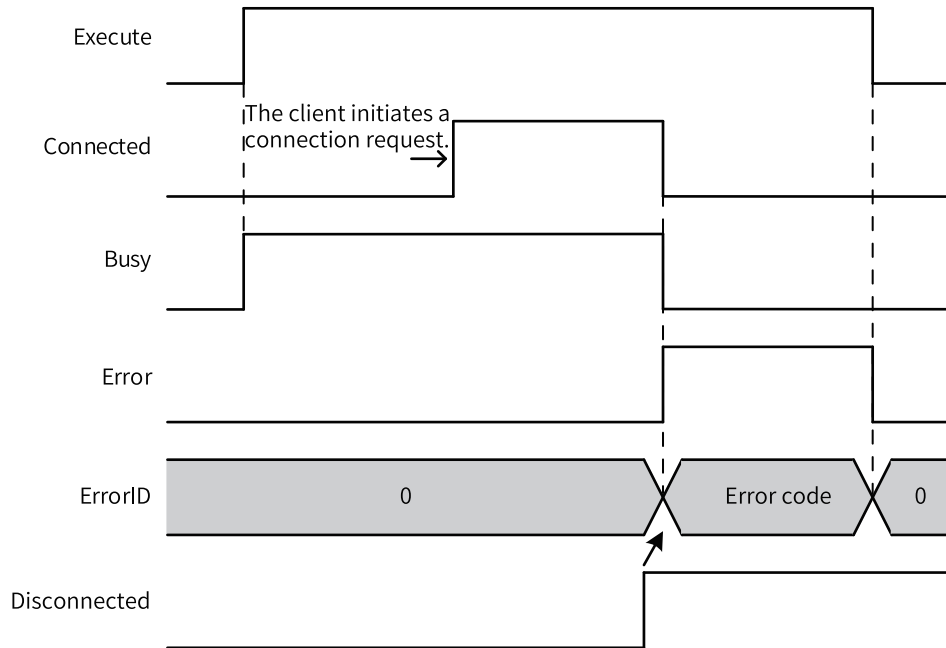 Execute
The client initiates a
connection request.
Connected
Busy
Error
ErrorID
0
Error code
0
Disconnected